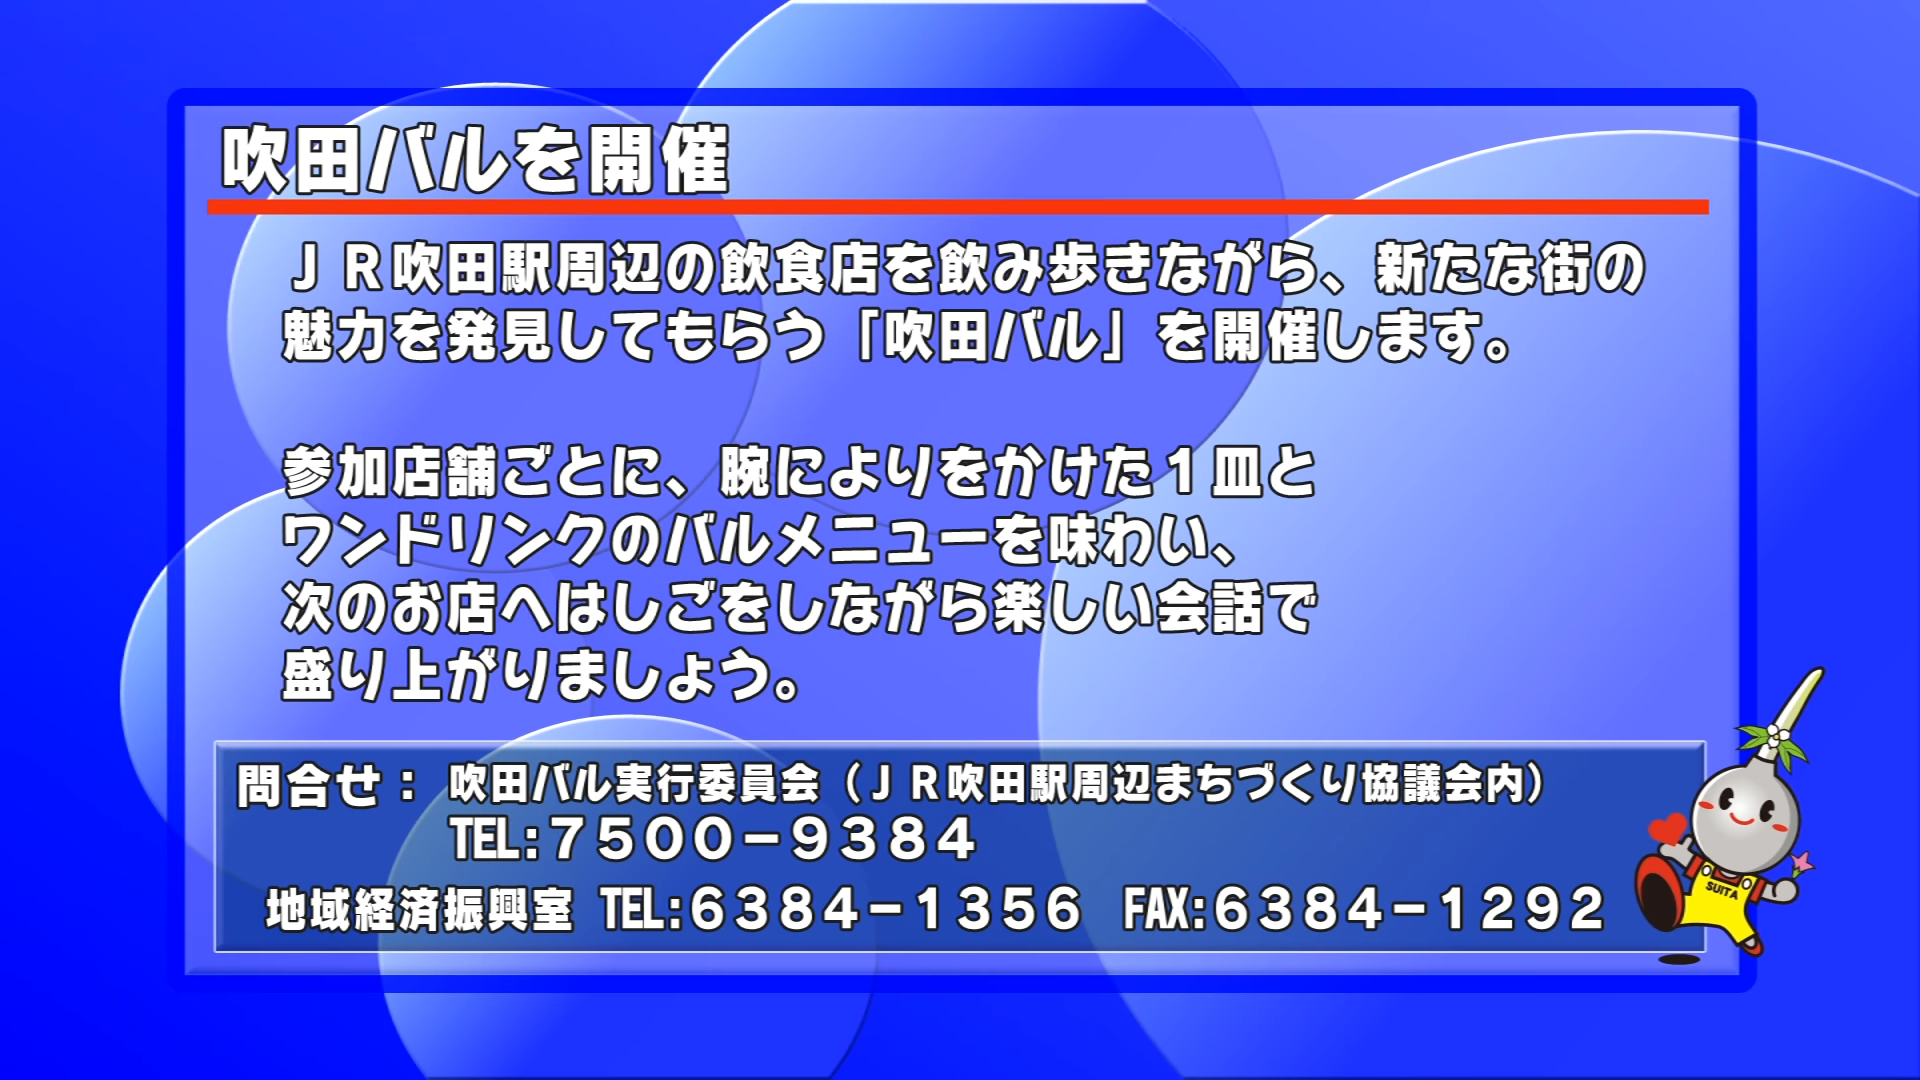 吹田バルを開催
ＪＲ吹田駅周辺の飲食店を飲み歩きながら、新たな街の
魅力を発見してもらう「吹田バル」を開催します。
参加店舗ごとに、腕によりをかけた１皿と
ワンドリンクのバルメニューを味わい、
次のお店へはしごをしながら楽しい会話で
盛り上がりましょう。
問合せ： 吹田バル実行委員会（ＪＲ吹田駅周辺まちづくり協議会内）
TEL:７５００－９３８４
地域経済振興室 TEL:６３８４－１３５６ FAX:６３８４－１２９２
SUITA